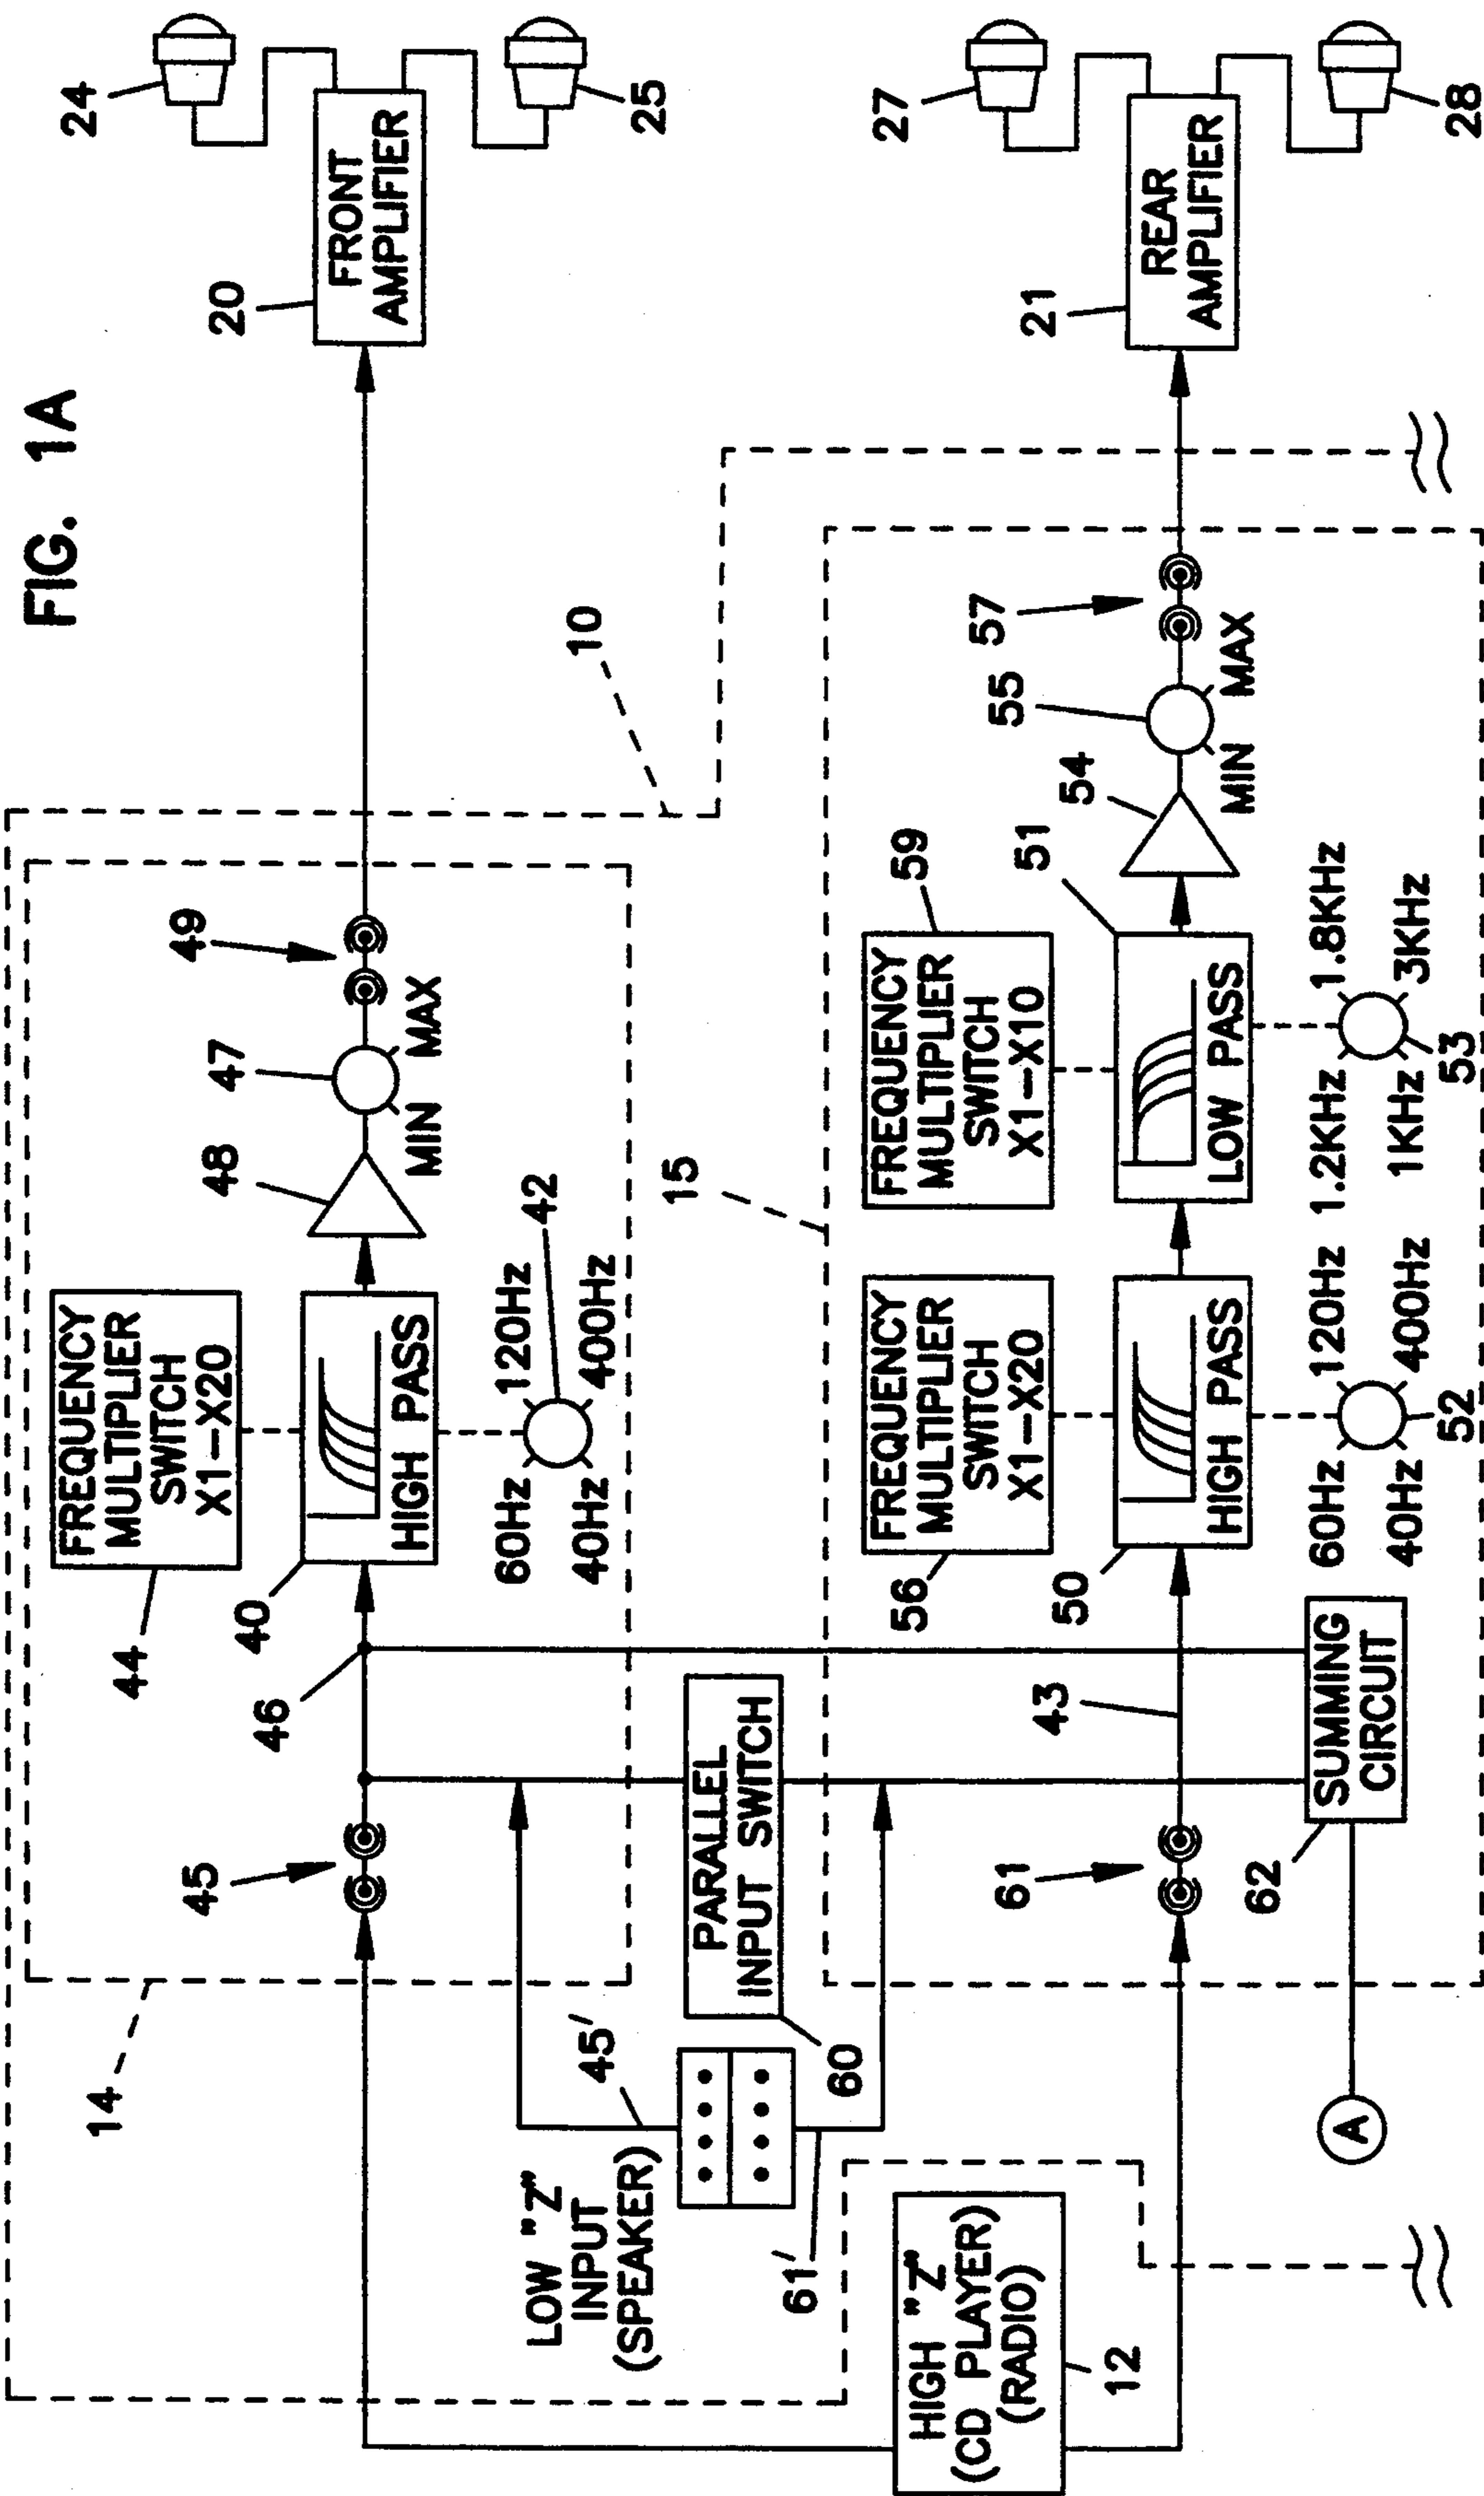 FIG. 1A
24
25
20
FRONT
AMPLIFIER
27
28
21
REAR
AMPLIFIER
10
14
49
47
MIN MAX
48
44
FREQUENCY
MULTIPLIER
SWITCH
X1-X20
40
HIGH PASS
60Hz 120Hz
40Hz 400Hz
42
46
45
LOW "Z"
INPUT
(SPEAKER)
45'
61'
PARALLEL
INPUT SWITCH
60
15
57
55
MIN MAX
54
51
59
FREQUENCY
MULTIPLIER
SWITCH
X1-X10
LOW PASS
1.2KHz 1.8KHz
1KHz 3KHz
53
56
FREQUENCY
MULTIPLIER
SWITCH
X1-X20
50
HIGH PASS
60Hz 120Hz
40Hz 400Hz
52
43
61
62
SUMMING
CIRCUIT
A
HIGH "Z"
(CD PLAYER)
(RADIO)
12